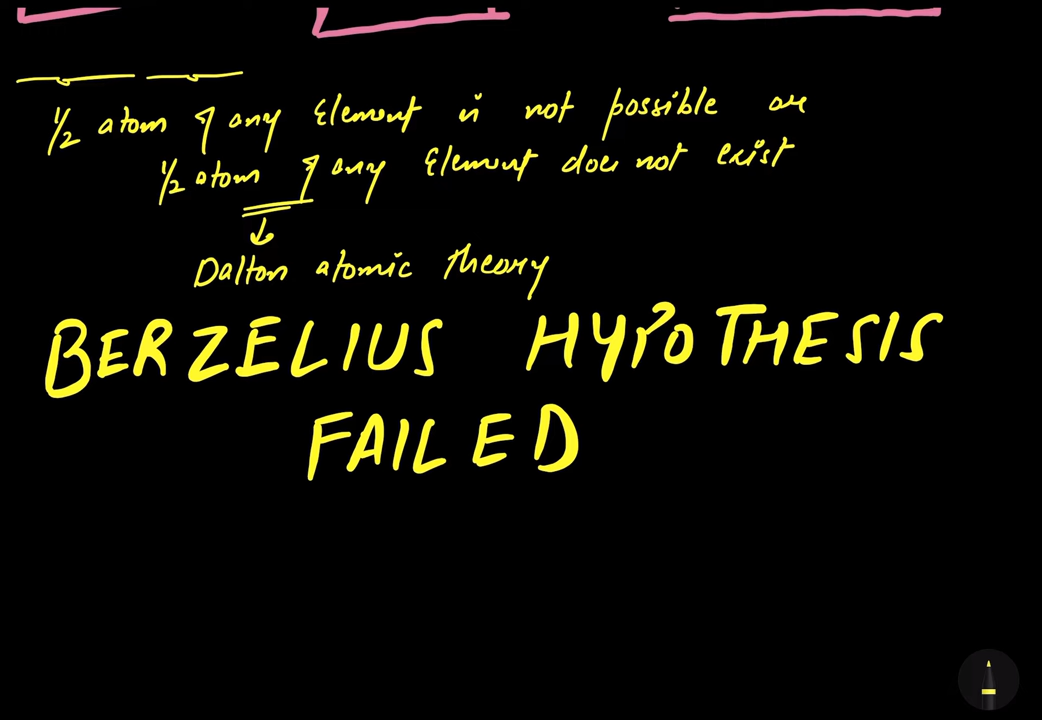 1/2 atom of any Element is not possible or
1/2 atom of any Element does not exist
Dalton atomic theory
BERZELIUS HYPOTHESIS
FAILED